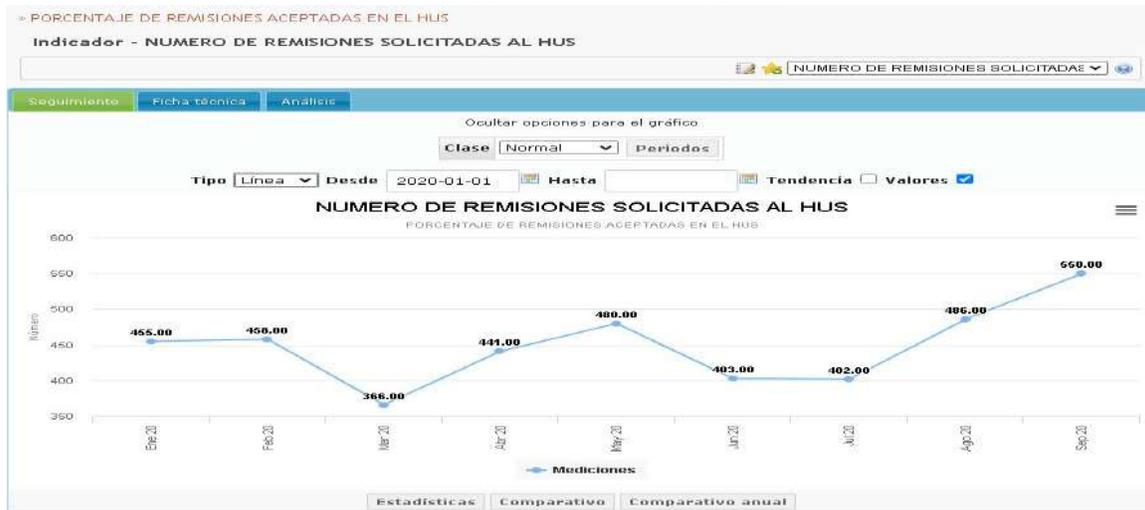 » PORCENTAJE DE REMISIONES ACEPTADAS EN EL HUS
Indicador - NUMERO DE REMISIONES SOLICITADAS AL HUS
NUMERO DE REMISIONES SOLICITADAS
Seguimiento Ficha técnica Análisis
Ocultar opciones para el gráfico
Clase Normal Periodos
Tipo Línea Desde 2020-01-01 Hasta Tendencia Valores
NUMERO DE REMISIONES SOLICITADAS AL HUS
PORCENTAJE DE REMISIONES ACEPTADAS EN EL HUS
Número
600
550
500
450
400
350
455.00 458.00 366.00 441.00 480.00 403.00 402.00 486.00 550.00
Ene 20 Feb 20 Mar 20 Abr 20 May 20 Jun 20 Jul 20 Ago 20 Sep 20
Mediciones
Estadísticas Comparativo Comparativo anual